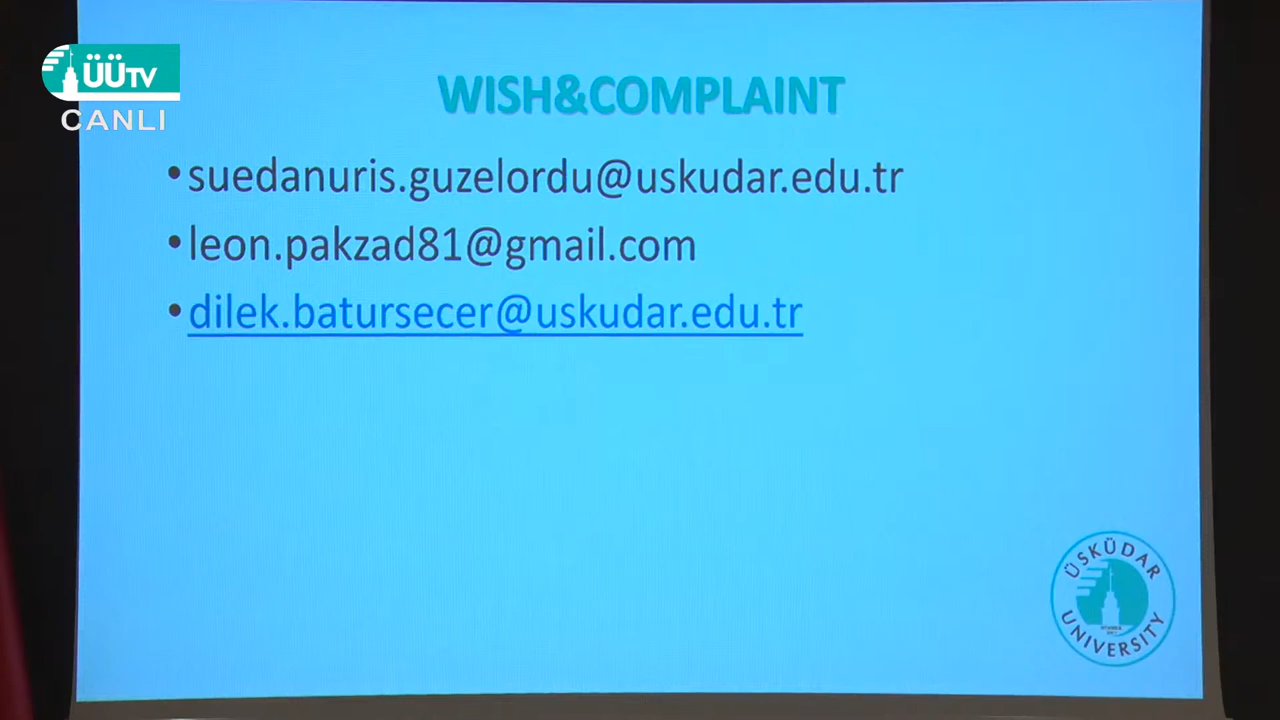 ÜÜTV
CANLI
WISH&COMPLAINT
•suedanuris.guzelordu@uskudar.edu.tr
•leon.pakzad81@gmail.com
•dilek.batursecer@uskudar.edu.tr
ÜSKÜDAR
UNIVERSITY